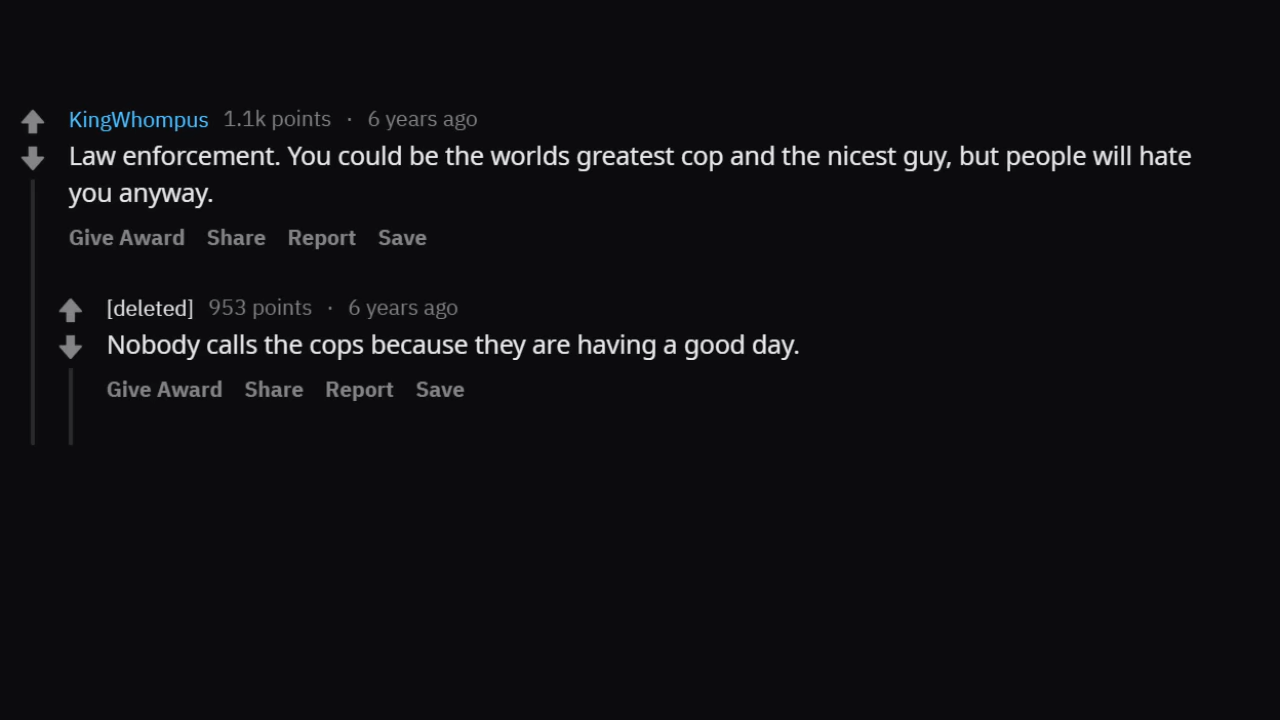 KingWhompus 1.1k points · 6 years ago
Law enforcement. You could be the worlds greatest cop and the nicest guy, but people will hate
you anyway.
Give Award Share Report Save
[deleted] 953 points · 6 years ago
Nobody calls the cops because they are having a good day.
Give Award Share Report Save